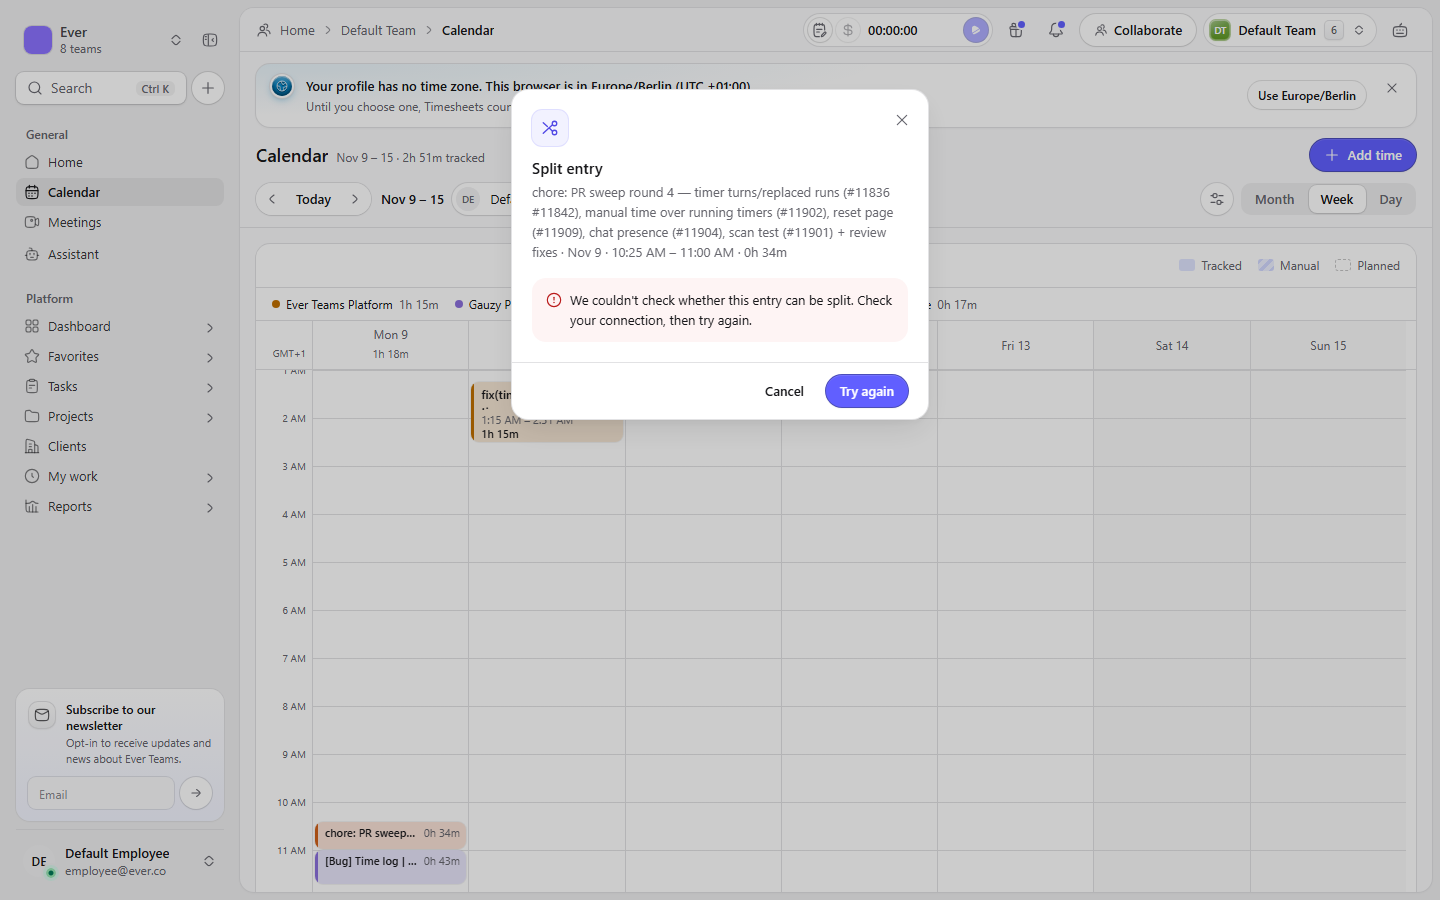 Ever
8 teams
Search
Ctrl K
General
Home
Calendar
Meetings
Assistant
Platform
Dashboard
Favorites
Tasks
Projects
Clients
My work
Reports
Subscribe to our
newsletter
Opt-in to receive updates and
news about Ever Teams.
Email
DE
Default Employee
employee@ever.co
Home
Default Team
Calendar
00:00:00
Collaborate
DT
Default Team
6
Your profile has no time zone. This browser is in Europe/Berlin (UTC +01:00)
Until you choose one, Timesheets
Use Europe/Berlin
Calendar
Nov 9 – 15 · 2h 51m tracked
Add time
Today
Nov 9 – 15
DE
Month
Week
Day
Tracked
Manual
Planned
Ever Teams Platform 1h 15m
Gauzy
0h 17m
GMT+1
Mon 9
1h 18m
Fri 13
Sat 14
Sun 15
1 AM
2 AM
3 AM
4 AM
5 AM
6 AM
7 AM
8 AM
9 AM
10 AM
11 AM
1:15 AM – 2:31 AM
1h 15m
chore: PR sweep... 0h 34m
[Bug] Time log | ... 0h 43m
Split entry
chore: PR sweep round 4 — timer turns/replaced runs (#11836
#11842), manual time over running timers (#11902), reset page
(#11909), chat presence (#11904), scan test (#11901) + review
fixes · Nov 9 · 10:25 AM – 11:00 AM · 0h 34m
We couldn't check whether this entry can be split. Check
your connection, then try again.
Cancel
Try again